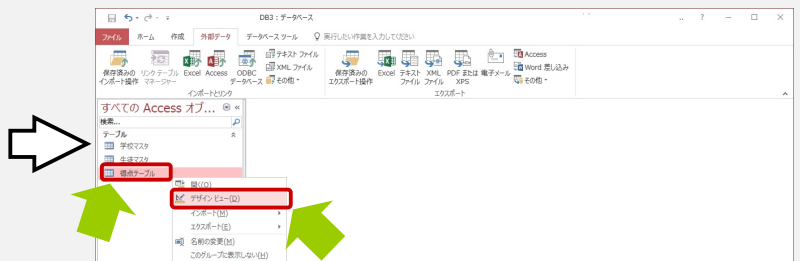 DB3：データベース
ファイル ホーム 作成 外部データ データベース ツール 実行したい作業を入力してください
保存済みの インポート操作
リンクテーブル マネージャー
Excel
Access
ODBC データベース
テキスト ファイル
XML ファイル
その他
インポートとリンク
保存済みの エクスポート操作
Excel
テキスト ファイル
XML ファイル
PDF または XPS
電子メール
Access
Word 差し込み
その他
エクスポート
すべての Access オブ...
検索...
テーブル
学校マスタ
生徒マスタ
得点テーブル
開く(O)
デザイン ビュー(D)
インポート(M)
エクスポート(E)
名前の変更(M)
このグループに表示しない(H)